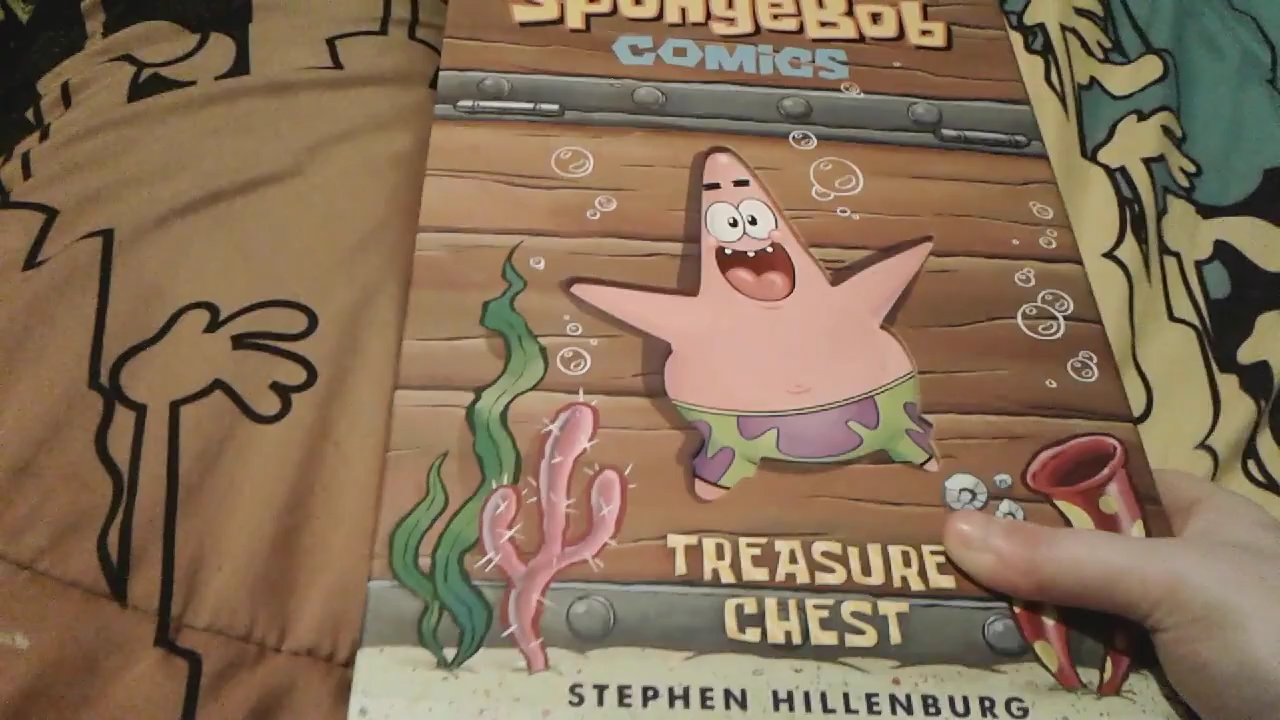 SpongeBob
COMICS
TREASURE
CHEST
STEPHEN HILLENBURG